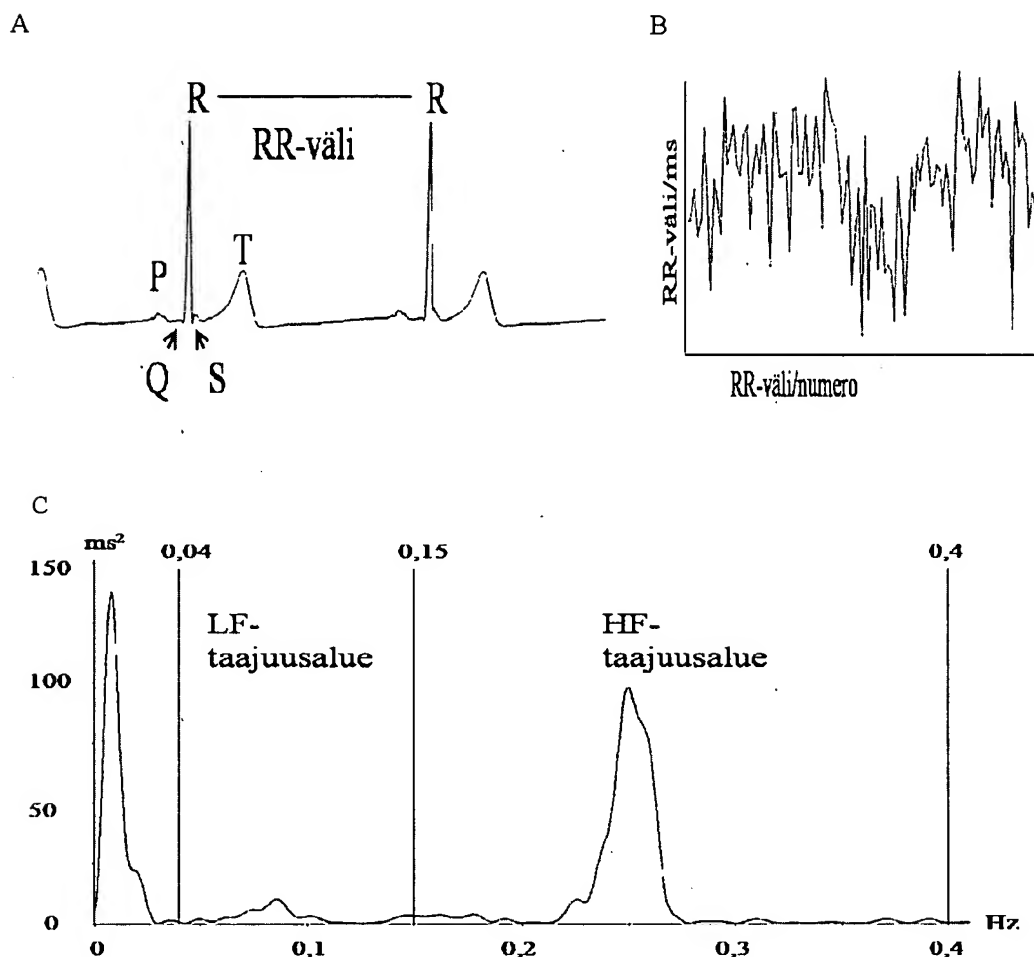 A
R R
RR-väli
P T
Q S
B
RR-väli/ms
RR-väli/numero
C
ms² 0,04 0,15 0,4
150
LF- HF-
taajuusalue taajuusalue
100
50
0
Hz
0 0,1 0,2 0,3 0,4